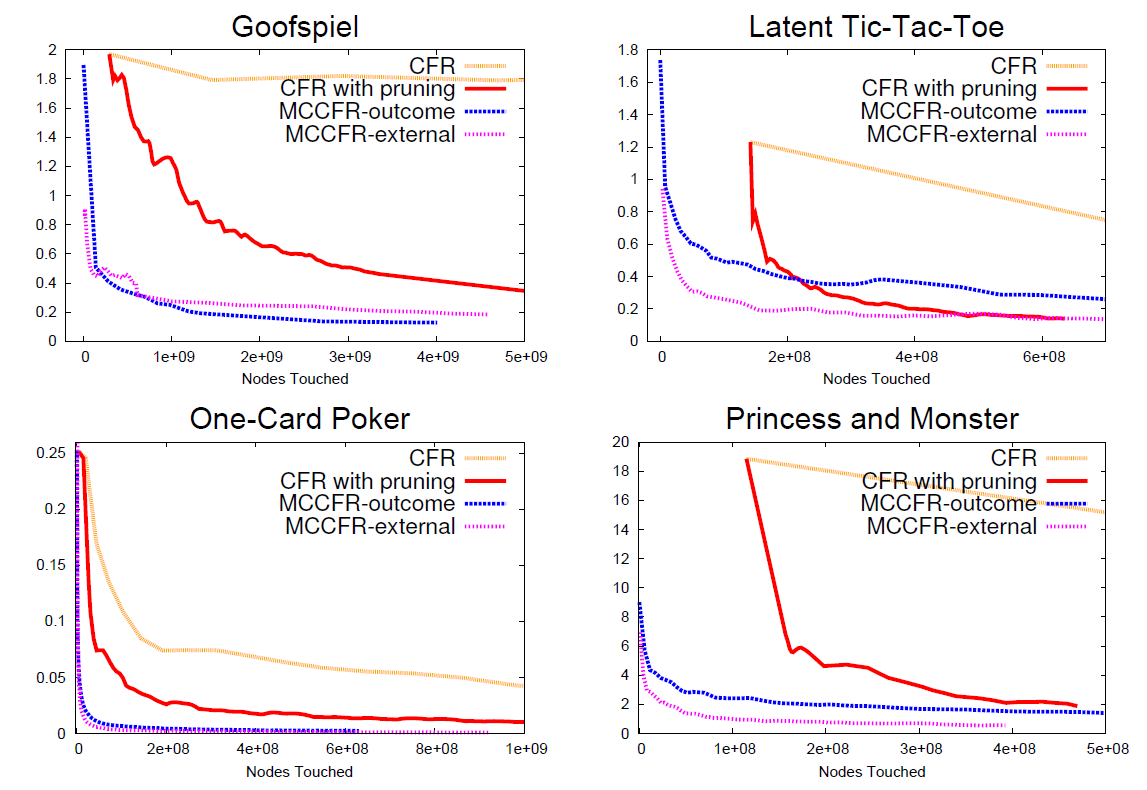 Goofspiel
2
1.8
1.6
1.4
1.2
1
0.8
0.6
0.4
0.2
0
CFR
CFR with pruning
MCCFR-outcome
MCCFR-external
0 1e+09 2e+09 3e+09 4e+09 5e+09
Nodes Touched
Latent Tic-Tac-Toe
1.8
1.6
1.4
1.2
1
0.8
0.6
0.4
0.2
0
CFR
CFR with pruning
MCCFR-outcome
MCCFR-external
0 2e+08 4e+08 6e+08
Nodes Touched
One-Card Poker
0.25
0.2
0.15
0.1
0.05
0
CFR
CFR with pruning
MCCFR-outcome
MCCFR-external
0 2e+08 4e+08 6e+08 8e+08 1e+09
Nodes Touched
Princess and Monster
20
18
16
14
12
10
8
6
4
2
0
CFR
CFR with pruning
MCCFR-outcome
MCCFR-external
0 1e+08 2e+08 3e+08 4e+08 5e+08
Nodes Touched